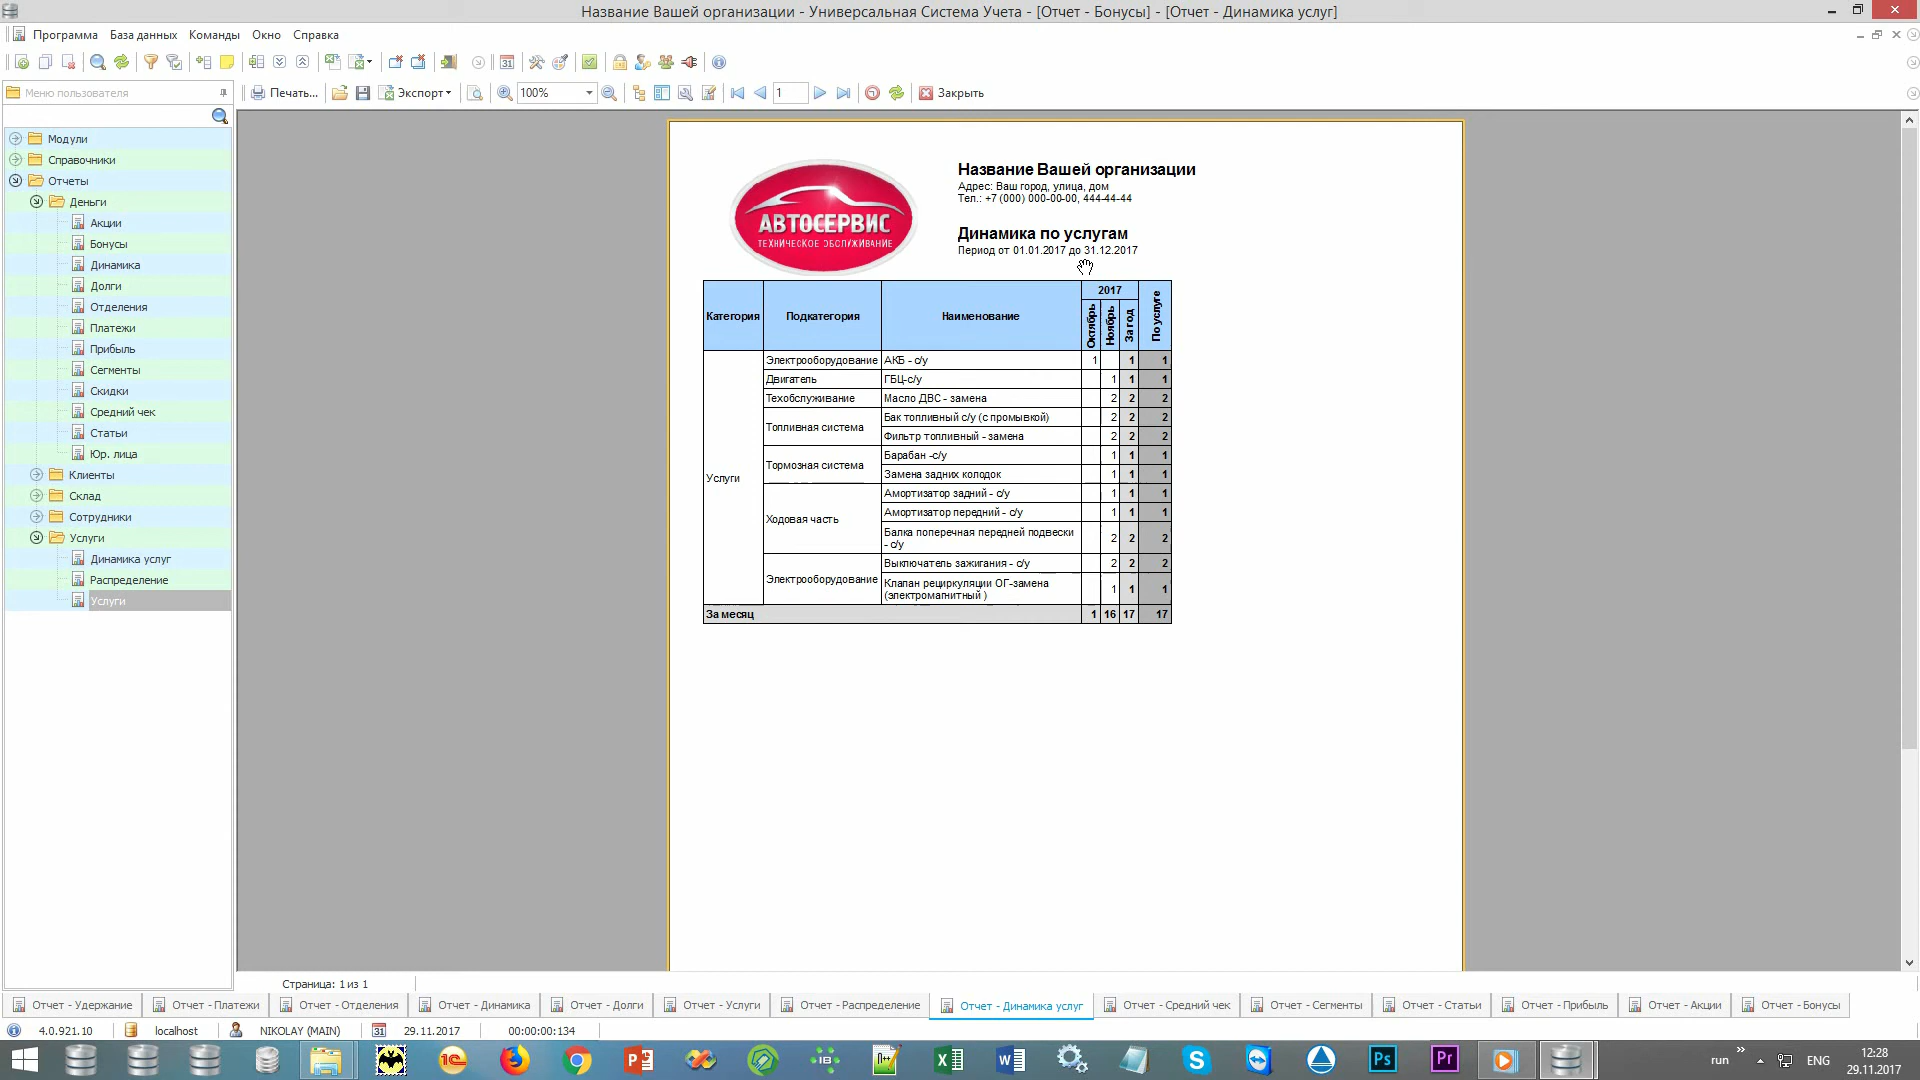 Название Вашей организации - Универсальная Система Учета - [Отчет - Бонусы] - [Отчет - Динамика услуг]
Программа База данных Команды Окно Справка
Меню пользователя
Печать... Экспорт 100% 1 Закрыть
Модули
Справочники
Отчеты
Деньги
Акции
Бонусы
Динамика
Долги
Отделения
Платежи
Прибыль
Сегменты
Скидки
Средний чек
Статьи
Юр. лица
Клиенты
Склад
Сотрудники
Услуги
Динамика услуг
Распределение
Услуги
АВТОСЕРВИС
ТЕХНИЧЕСКОЕ ОБСЛУЖИВАНИЕ
Название Вашей организации
Адрес: Ваш город, улица, дом
Тел.: +7 (000) 000-00-00, 444-44-44
Динамика по услугам
Период от 01.01.2017 до 31.12.2017
Категория Подкатегория Наименование 2017 Октябрь Ноябрь За год По услуге
Услуги
Электрооборудование АКБ - с/у 1 1 1
Двигатель ГБЦ-с/у 1 1 1
Техобслуживание Масло ДВС - замена 2 2 2
Топливная система Бак топливный с/у (с промывкой) 2 2 2
Фильтр топливный - замена 2 2 2
Тормозная система Барабан -с/у 1 1 1
Замена задних колодок 1 1 1
Ходовая часть Амортизатор задний - с/у 1 1 1
Амортизатор передний - с/у 1 1 1
Балка поперечная передней подвески
- с/у 2 2 2
Электрооборудование Выключатель зажигания - с/у 2 2 2
Клапан рециркуляции ОГ-замена
(электромагнитный ) 1 1 1
За месяц 1 16 17 17
Страница: 1 из 1
Отчет - Удержание Отчет - Платежи Отчет - Отделения Отчет - Динамика Отчет - Долги Отчет - Услуги Отчет - Распределение Отчет - Динамика услуг Отчет - Средний чек Отчет - Сегменты Отчет - Статьи Отчет - Прибыль Отчет - Акции Отчет - Бонусы
4.0.921.10 localhost NIKOLAY (MAIN) 31 29.11.2017 00:00:00:134
run ENG 12:28
29.11.2017